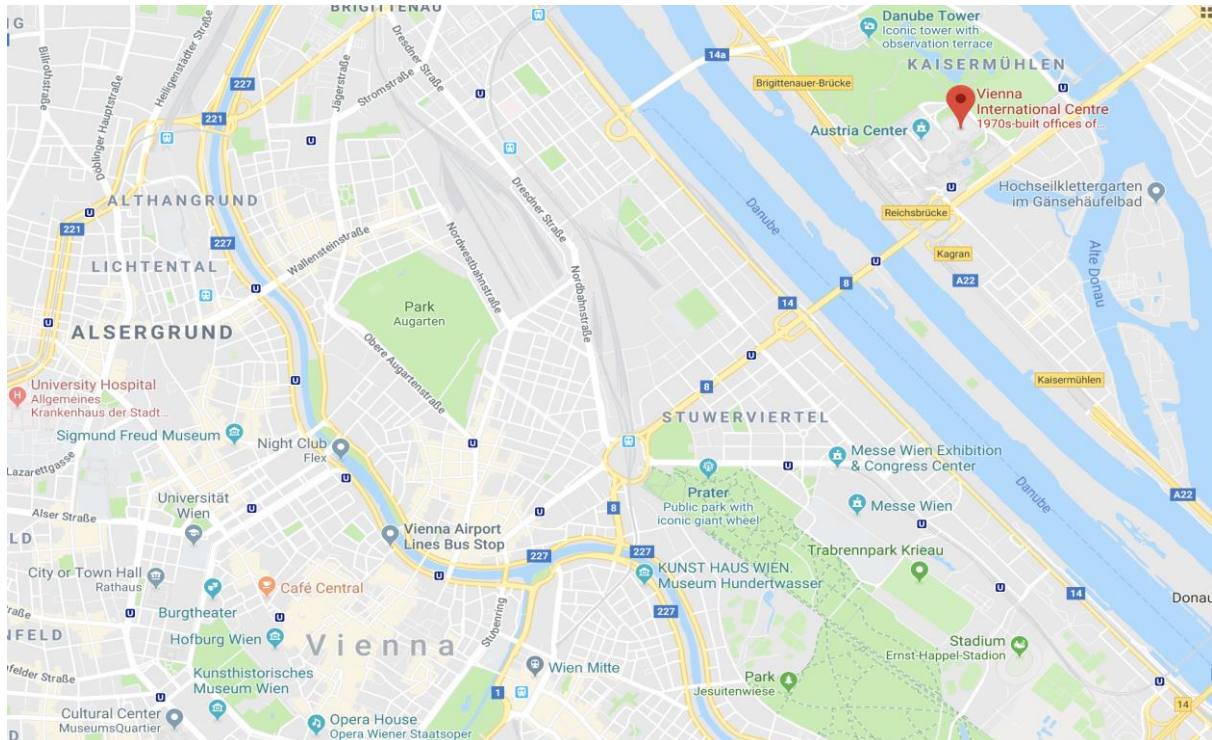 BRIGITTENAU
NG
Danube Tower
Iconic tower with
observation terrace
KAISERMÜHLEN
Heiligenstädter Straße
Billrothstraße
Döblinger Hauptstraße
Dresdner Straße
14a
227
Jägerstraße
Stromstraße
Brigittenauer-Brücke
Vienna
International Centre
1970s-built offices of...
221
Austria Center
Dresdner Straße
ALTHANGRUND
Hochseilklettergarten
im Gänsehäufelbad
221
227
Wallensteinstraße
Nordwestbahnstraße
Danube
Reichsbrücke
Kagran
Alte Donau
LICHTENTAL
Nordbahnstraße
8
A22
Park
Augarten
14
ALSERGRUND
Obere Augartenstraße
University Hospital
Allgemeines
Krankenhaus der Stadt...
8
Kaisermühlen
STUWERVIERTEL
Sigmund Freud Museum
Night Club
Flex
Messe Wien Exhibition
& Congress Center
Lazarettgasse
Prater
Public park with
iconic giant wheel
Danube
A22
Universität
Wien
8
Messe Wien
Alser Straße
Vienna Airport
Lines Bus Stop
LD
227
227
Trabrennpark Krieau
KUNST HAUS WIEN.
Museum Hundertwasser
City or Town Hall
Rathaus
Café Central
14
Donau
Burgtheater
227
Stubenring
NFELD
Hofburg Wien
Vienna
Stadium
Ernst-Happel-Stadion
Wien Mitte
Kunsthistorisches
Museum Wien
Park
Jesuitenwiese
1
14
Cultural Center
MuseumsQuartier
Opera House
Opera Wiener Staatsoper